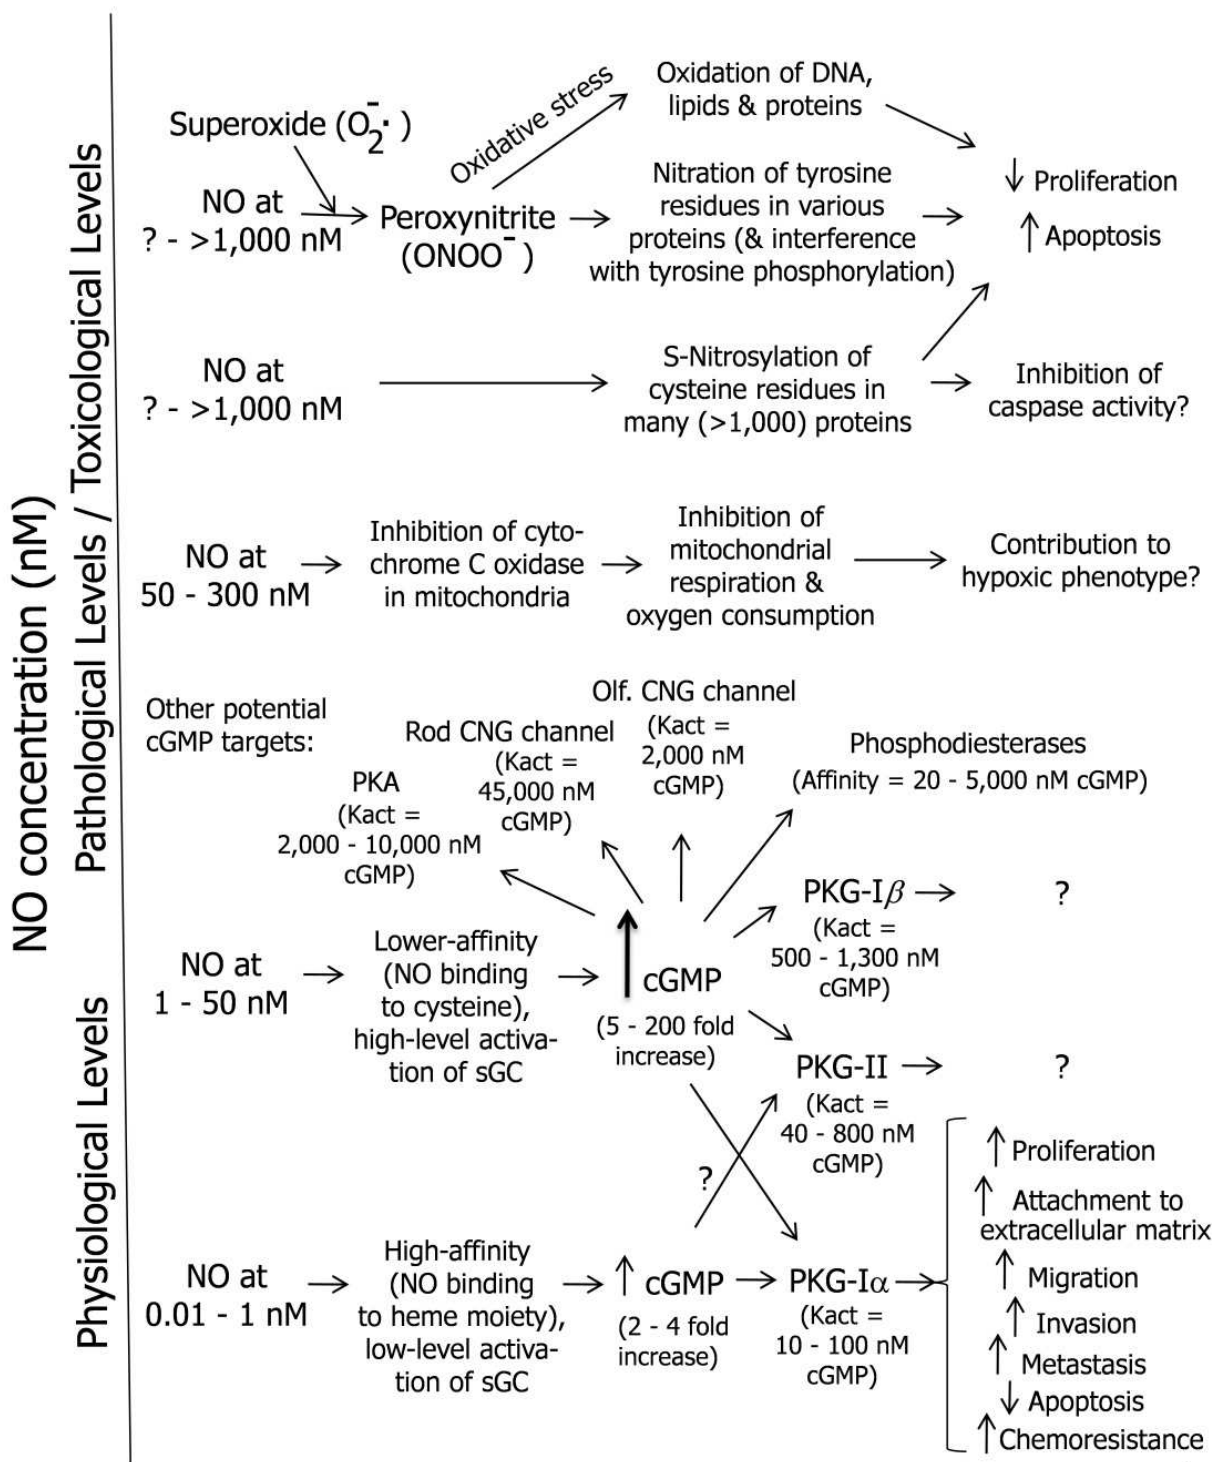 NO concentration (nM)
Pathological Levels / Toxicological Levels
Physiological Levels
Superoxide (O2-· )
NO at
? - >1,000 nM
Peroxynitrite
(ONOO- )
Oxidative stress
Oxidation of DNA,
lipids & proteins
Nitration of tyrosine
residues in various
proteins (& interference
with tyrosine phosphorylation)
↓ Proliferation
↑ Apoptosis
NO at
? - >1,000 nM
S-Nitrosylation of
cysteine residues in
many (>1,000) proteins
Inhibition of
caspase activity?
NO at
50 - 300 nM
Inhibition of cyto-
chrome C oxidase
in mitochondria
Inhibition of
mitochondrial
respiration &
oxygen consumption
Contribution to
hypoxic phenotype?
Other potential
cGMP targets:
PKA
(Kact =
2,000 - 10,000 nM
cGMP)
Rod CNG channel
(Kact =
45,000 nM
cGMP)
Olf. CNG channel
(Kact =
2,000 nM
cGMP)
Phosphodiesterases
(Affinity = 20 - 5,000 nM cGMP)
NO at
1 - 50 nM
Lower-affinity
(NO binding
to cysteine),
high-level activa-
tion of sGC
↑ cGMP
(5 - 200 fold
increase)
PKG-Iβ
(Kact =
500 - 1,300 nM
cGMP)
?
PKG-II
(Kact =
40 - 800 nM
cGMP)
?
?
NO at
0.01 - 1 nM
High-affinity
(NO binding
to heme moiety),
low-level activa-
tion of sGC
↑ cGMP
(2 - 4 fold
increase)
PKG-Iα
(Kact =
10 - 100 nM
cGMP)
↑ Proliferation
↑ Attachment to
extracellular matrix
↑ Migration
↑ Invasion
↑ Metastasis
↓ Apoptosis
↑ Chemoresistance